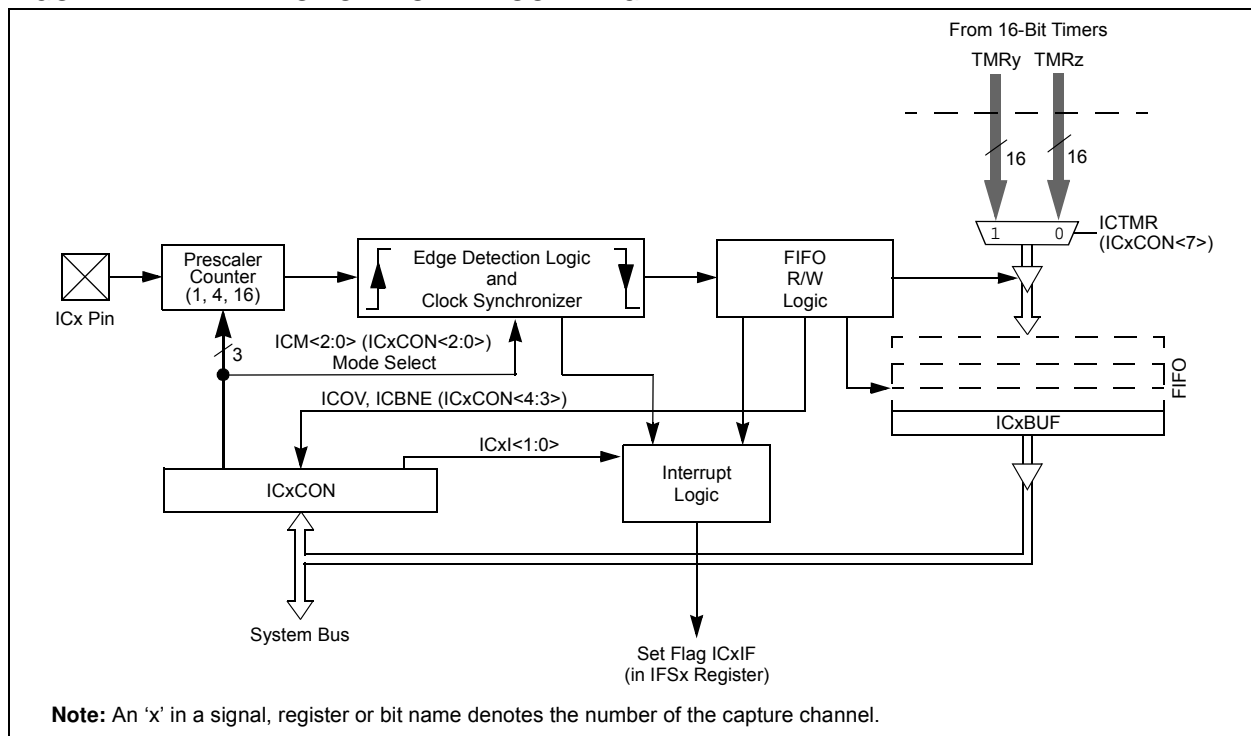 From 16-Bit Timers
TMRy TMRz
16 16
1 0
ICTMR
(ICxCON<7>)
Prescaler
Counter
(1, 4, 16)
Edge Detection Logic
and
Clock Synchronizer
FIFO
R/W
Logic
ICx Pin
3
ICM<2:0> (ICxCON<2:0>)
Mode Select
FIFO
ICOV, ICBNE (ICxCON<4:3>)
ICxBUF
ICxI<1:0>
Interrupt
Logic
ICxCON
System Bus
Set Flag ICxIF
(in IFSx Register)
Note: An ‘x’ in a signal, register or bit name denotes the number of the capture channel.